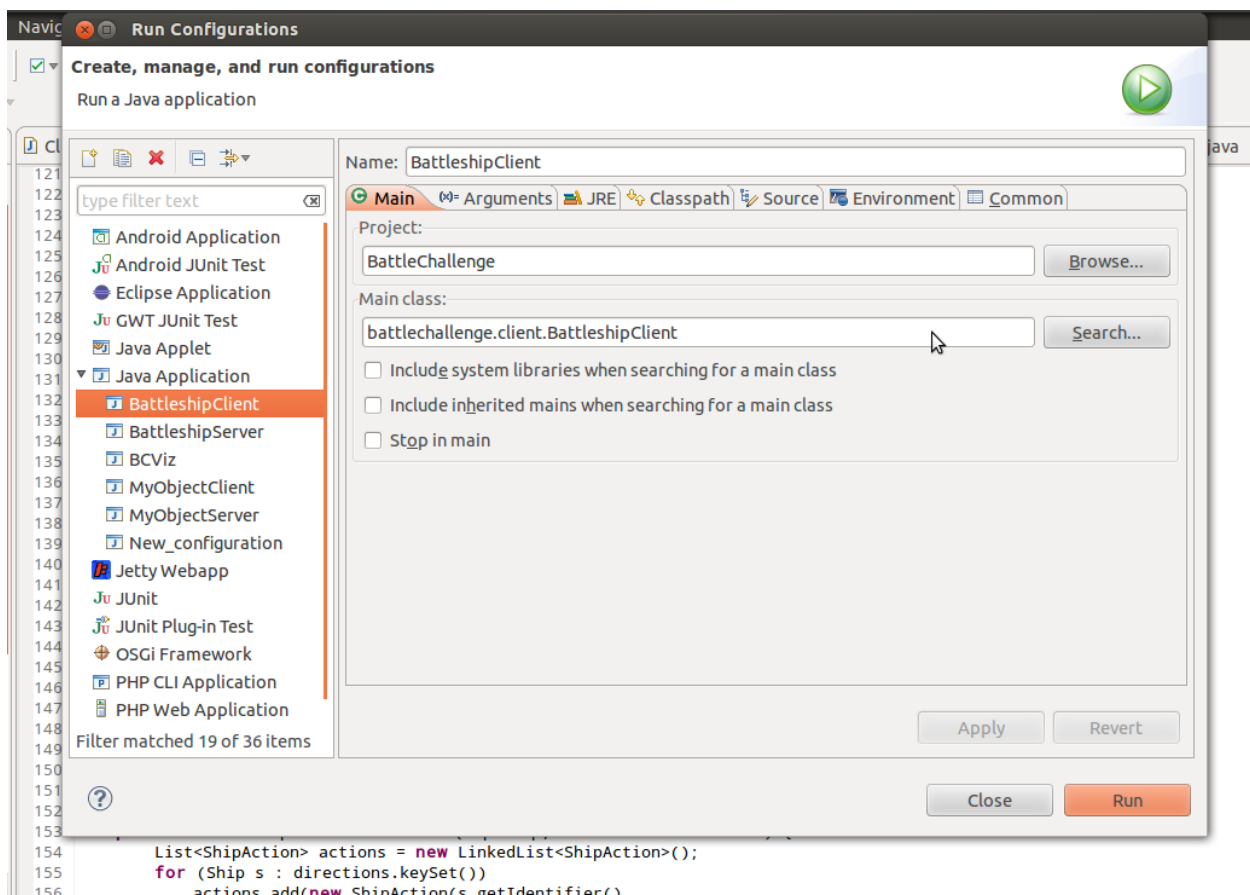 Navig
Run Configurations
Create, manage, and run configurations
Run a Java application
Cl
java
Name: BattleshipClient
type filter text
Main (x)= Arguments JRE Classpath Source Environment Common
Project:
BattleChallenge
Browse...
Main class:
battlechallenge.client.BattleshipClient
Search...
Include system libraries when searching for a main class
Include inherited mains when searching for a main class
Stop in main
Android Application
Android JUnit Test
Eclipse Application
GWT JUnit Test
Java Applet
Java Application
BattleshipClient
BattleshipServer
BCViz
MyObjectClient
MyObjectServer
New_configuration
Jetty Webapp
JUnit
JUnit Plug-in Test
OSGi Framework
PHP CLI Application
PHP Web Application
Filter matched 19 of 36 items
Apply
Revert
Close
Run
121
122
123
124
125
126
127
128
129
130
131
132
133
134
135
136
137
138
139
140
141
142
143
144
145
146
147
148
149
150
151
152
153
154 List<ShipAction> actions = new LinkedList<ShipAction>();
155 for (Ship s : directions.keySet())
156 actions.add(new ShipAction(s.getIdentifier()